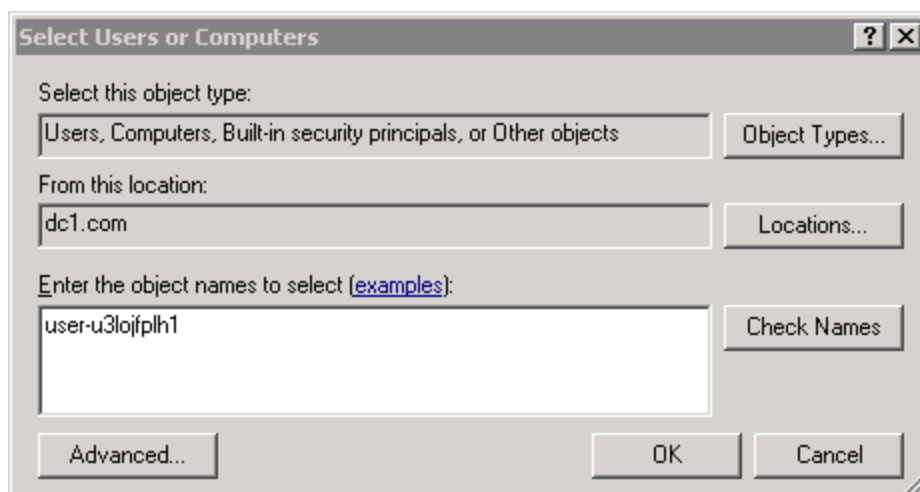 Select Users or Computers
Select this object type:
Users, Computers, Built-in security principals, or Other objects
Object Types...
From this location:
dc1.com
Locations...
Enter the object names to select (examples):
user-u3lojfplh1
Check Names
Advanced...
OK
Cancel